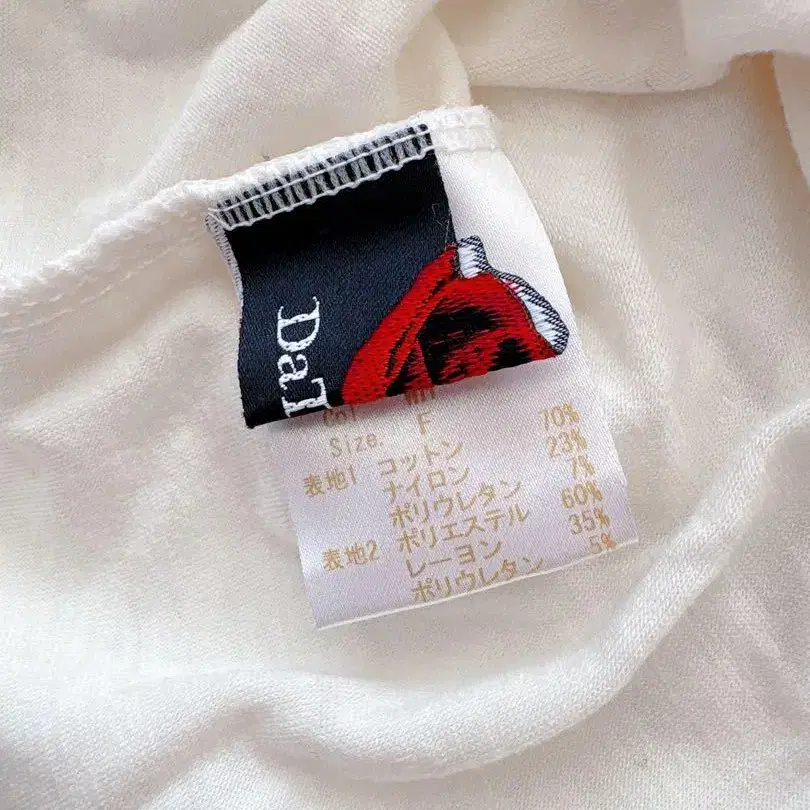 DaT
Size. F
表地1 コットン 70%
ナイロン 23%
ポリウレタン 7%
表地2 ポリエステル 60%
レーヨン 35%
ポリウレタン 5%